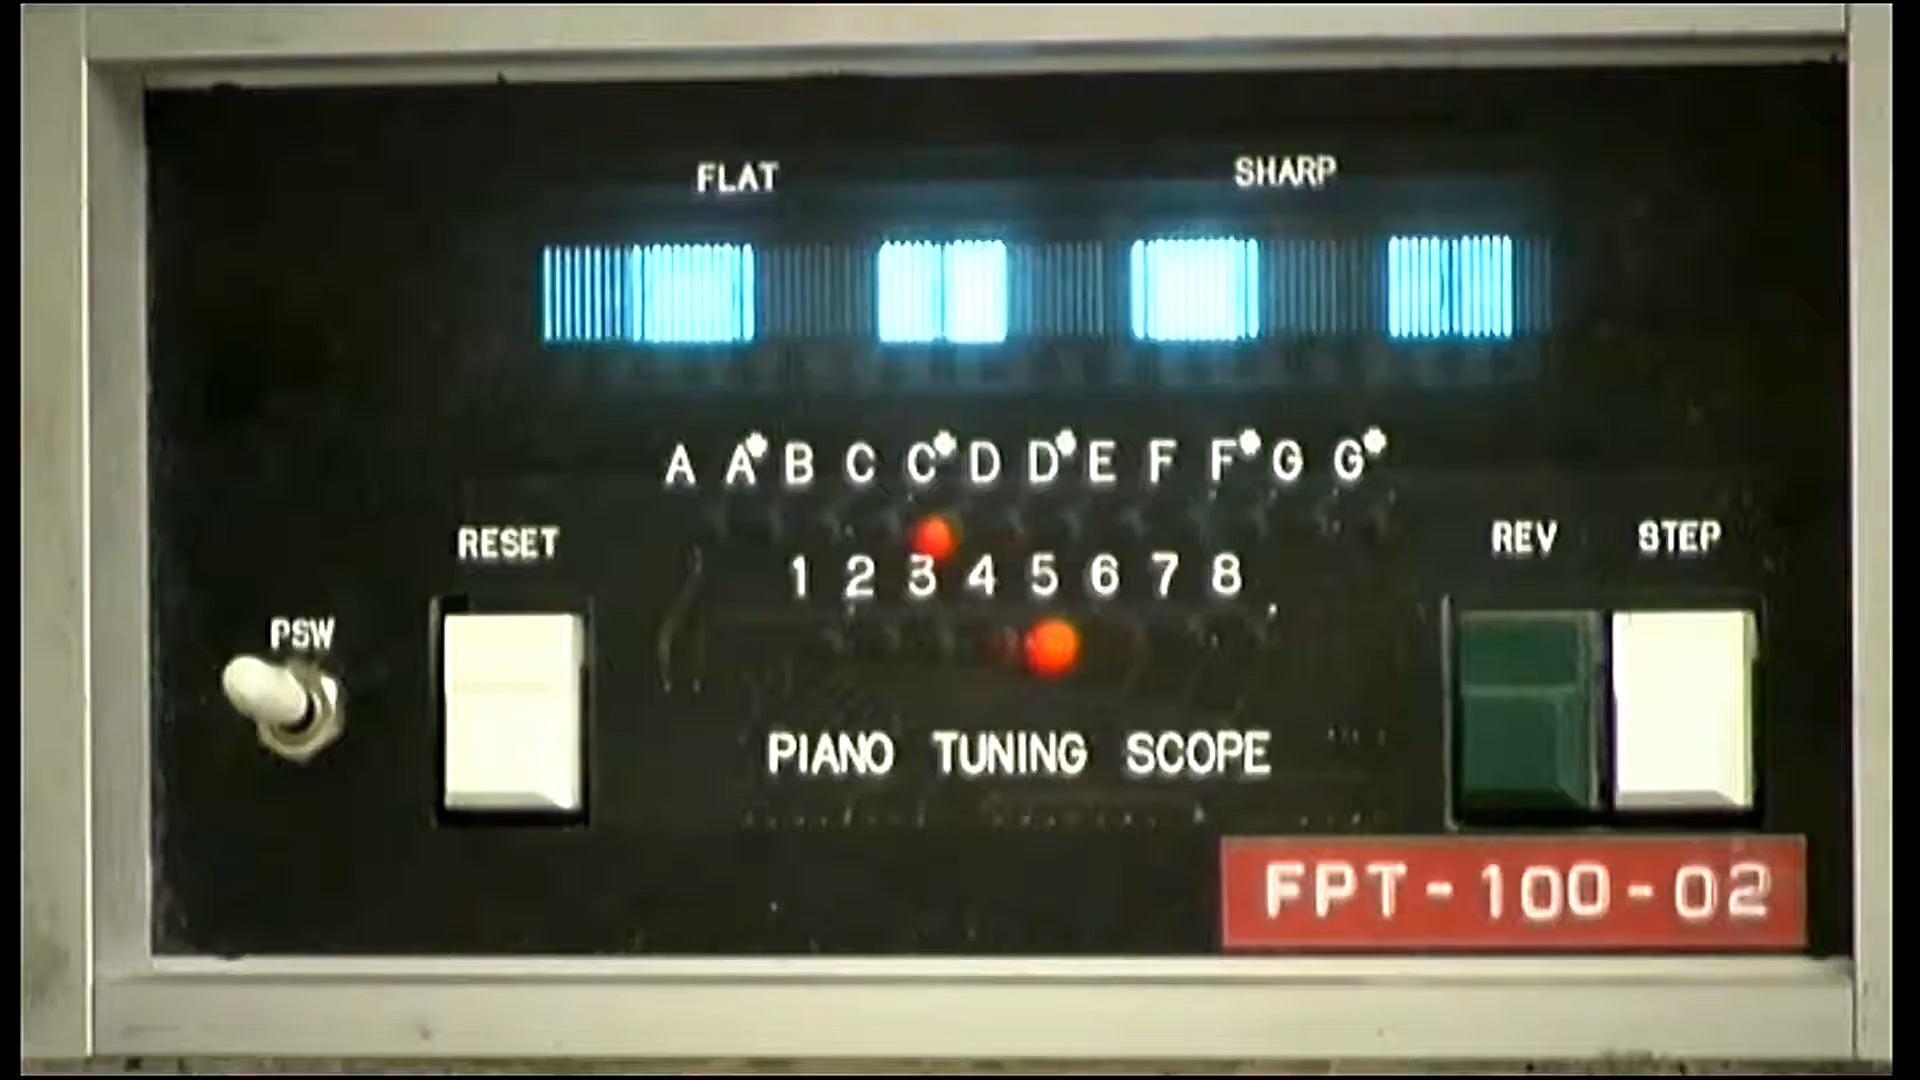 FLAT SHARP
A A• B C C• D D• E F F• G G•
RESET REV STEP
1 2 3 4 5 6 7 8
PSW
PIANO TUNING SCOPE
FPT-100-02